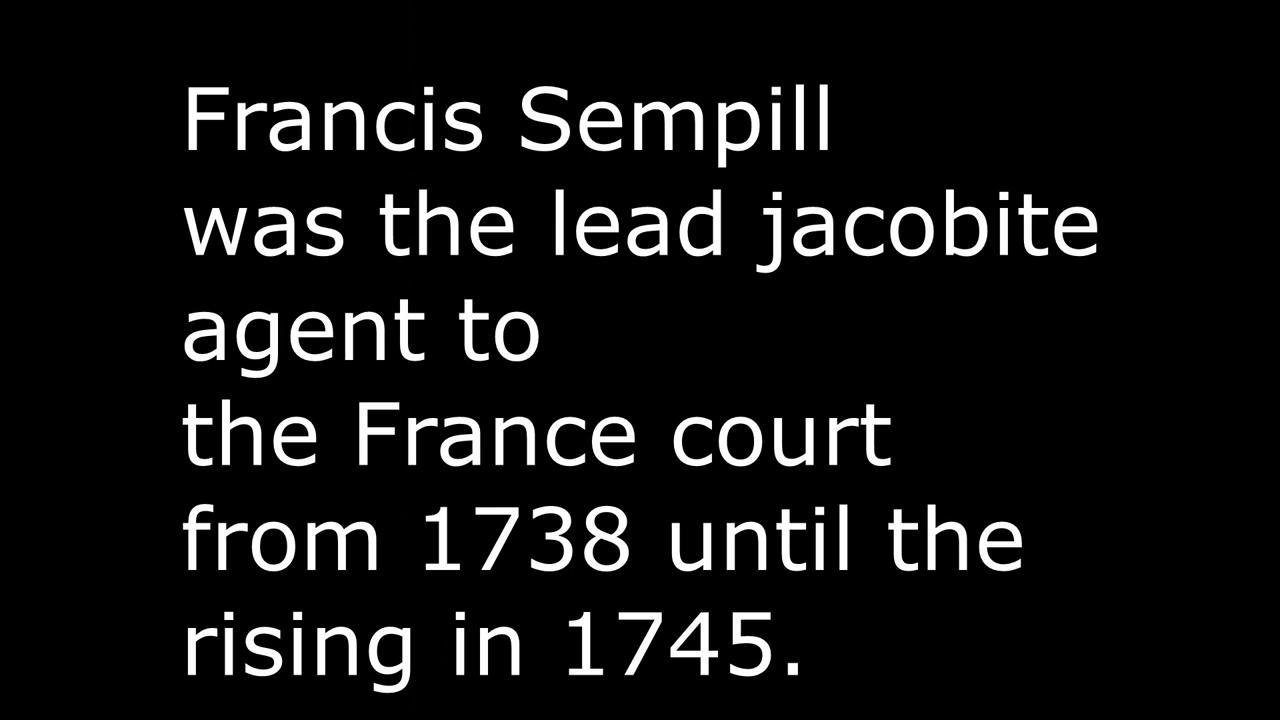 Francis Sempill
was the lead jacobite
agent to
the France court
from 1738 until the
rising in 1745.